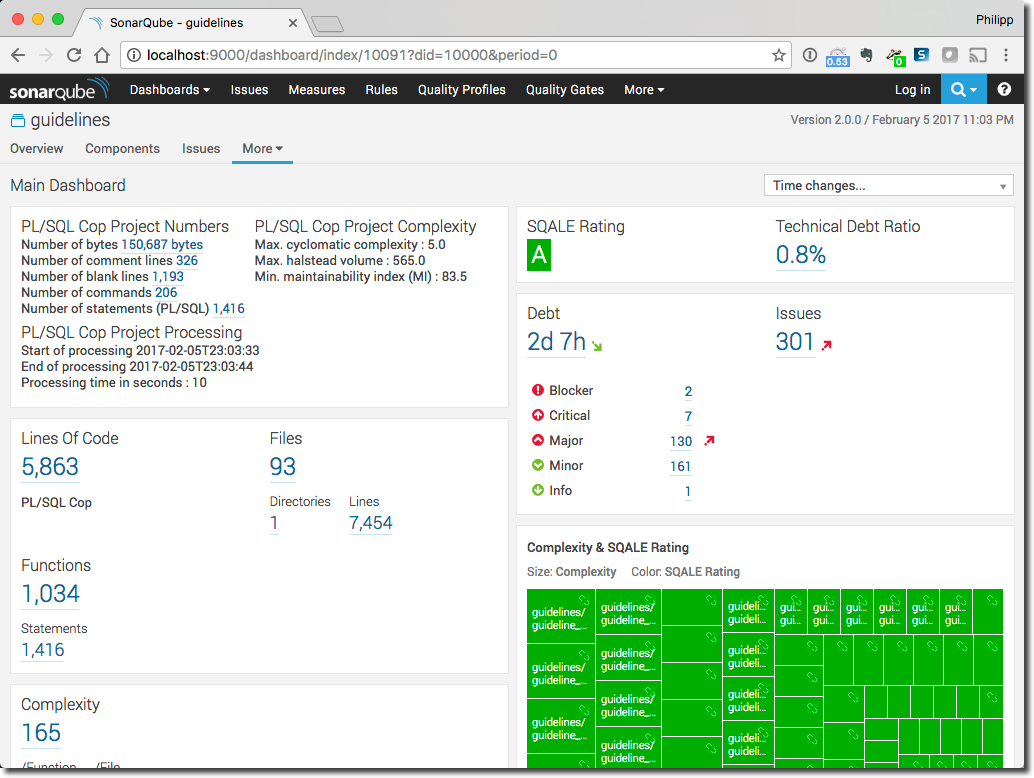 SonarQube - guidelines
Philipp
localhost:9000/dashboard/index/10091?did=10000&period=0
0.53
0
S
sonarqube
Dashboards
Issues
Measures
Rules
Quality Profiles
Quality Gates
More
Log in
guidelines
Version 2.0.0 / February 5 2017 11:03 PM
Overview
Components
Issues
More
Main Dashboard
Time changes...
PL/SQL Cop Project Numbers
Number of bytes 150,687 bytes
Number of comment lines 326
Number of blank lines 1,193
Number of commands 206
Number of statements (PL/SQL) 1,416
PL/SQL Cop Project Processing
Start of processing 2017-02-05T23:03:33
End of processing 2017-02-05T23:03:44
Processing time in seconds : 10
PL/SQL Cop Project Complexity
Max. cyclomatic complexity : 5.0
Max. halstead volume : 565.0
Min. maintainability index (MI) : 83.5
Lines Of Code
5,863
PL/SQL Cop
Files
93
Directories
1
Lines
7,454
Functions
1,034
Statements
1,416
Complexity
165
/Function
/File
SQALE Rating
A
Technical Debt Ratio
0.8%
Debt
2d 7h
Issues
301
Blocker 2
Critical 7
Major 130
Minor 161
Info 1
Complexity & SQALE Rating
Size: Complexity Color: SQALE Rating
guidelines/
guideline_...
guidelines/
guideline_...
guidelines/
guideline_...
guidelines/
guideline_...
guidelines/
guideline_...
guidelines/
guideline_...
guidelines/
guideline_...
guideli...
guideli...
guideli...
guideli...
guideli...
guideli...
guideli...
guideli...
gui...
gui...
gui...
gui...
gui...
gui...
gui...
gui...
gui...
gui...
gui...
gui...